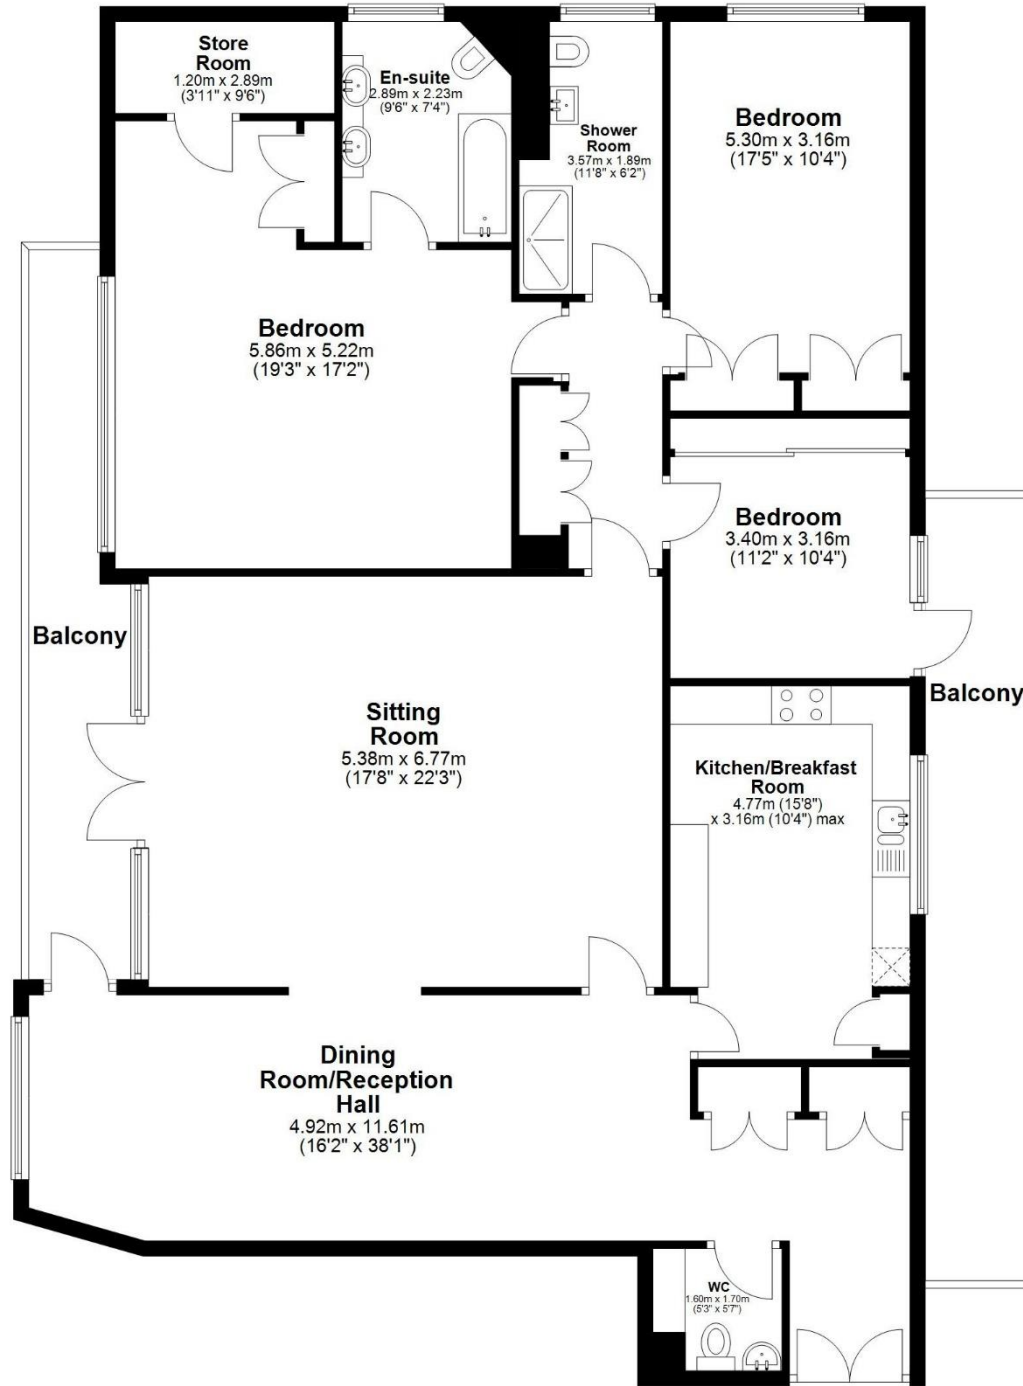 Store
Room
1.20m x 2.89m
(3'11" x 9'6")
En-suite
2.89m x 2.23m
(9'6" x 7'4")
Shower
Room
3.57m x 1.89m
(11'8" x 6'2")
Bedroom
5.30m x 3.16m
(17'5" x 10'4")
Bedroom
5.86m x 5.22m
(19'3" x 17'2")
Bedroom
3.40m x 3.16m
(11'2" x 10'4")
Balcony
Sitting
Room
5.38m x 6.77m
(17'8" x 22'3")
Balcony
Kitchen/Breakfast
Room
4.77m (15'8")
x 3.16m (10'4") max
Dining
Room/Reception
Hall
4.92m x 11.61m
(16'2" x 38'1")
WC
1.60m x 1.70m
(5'3" x 5'7")